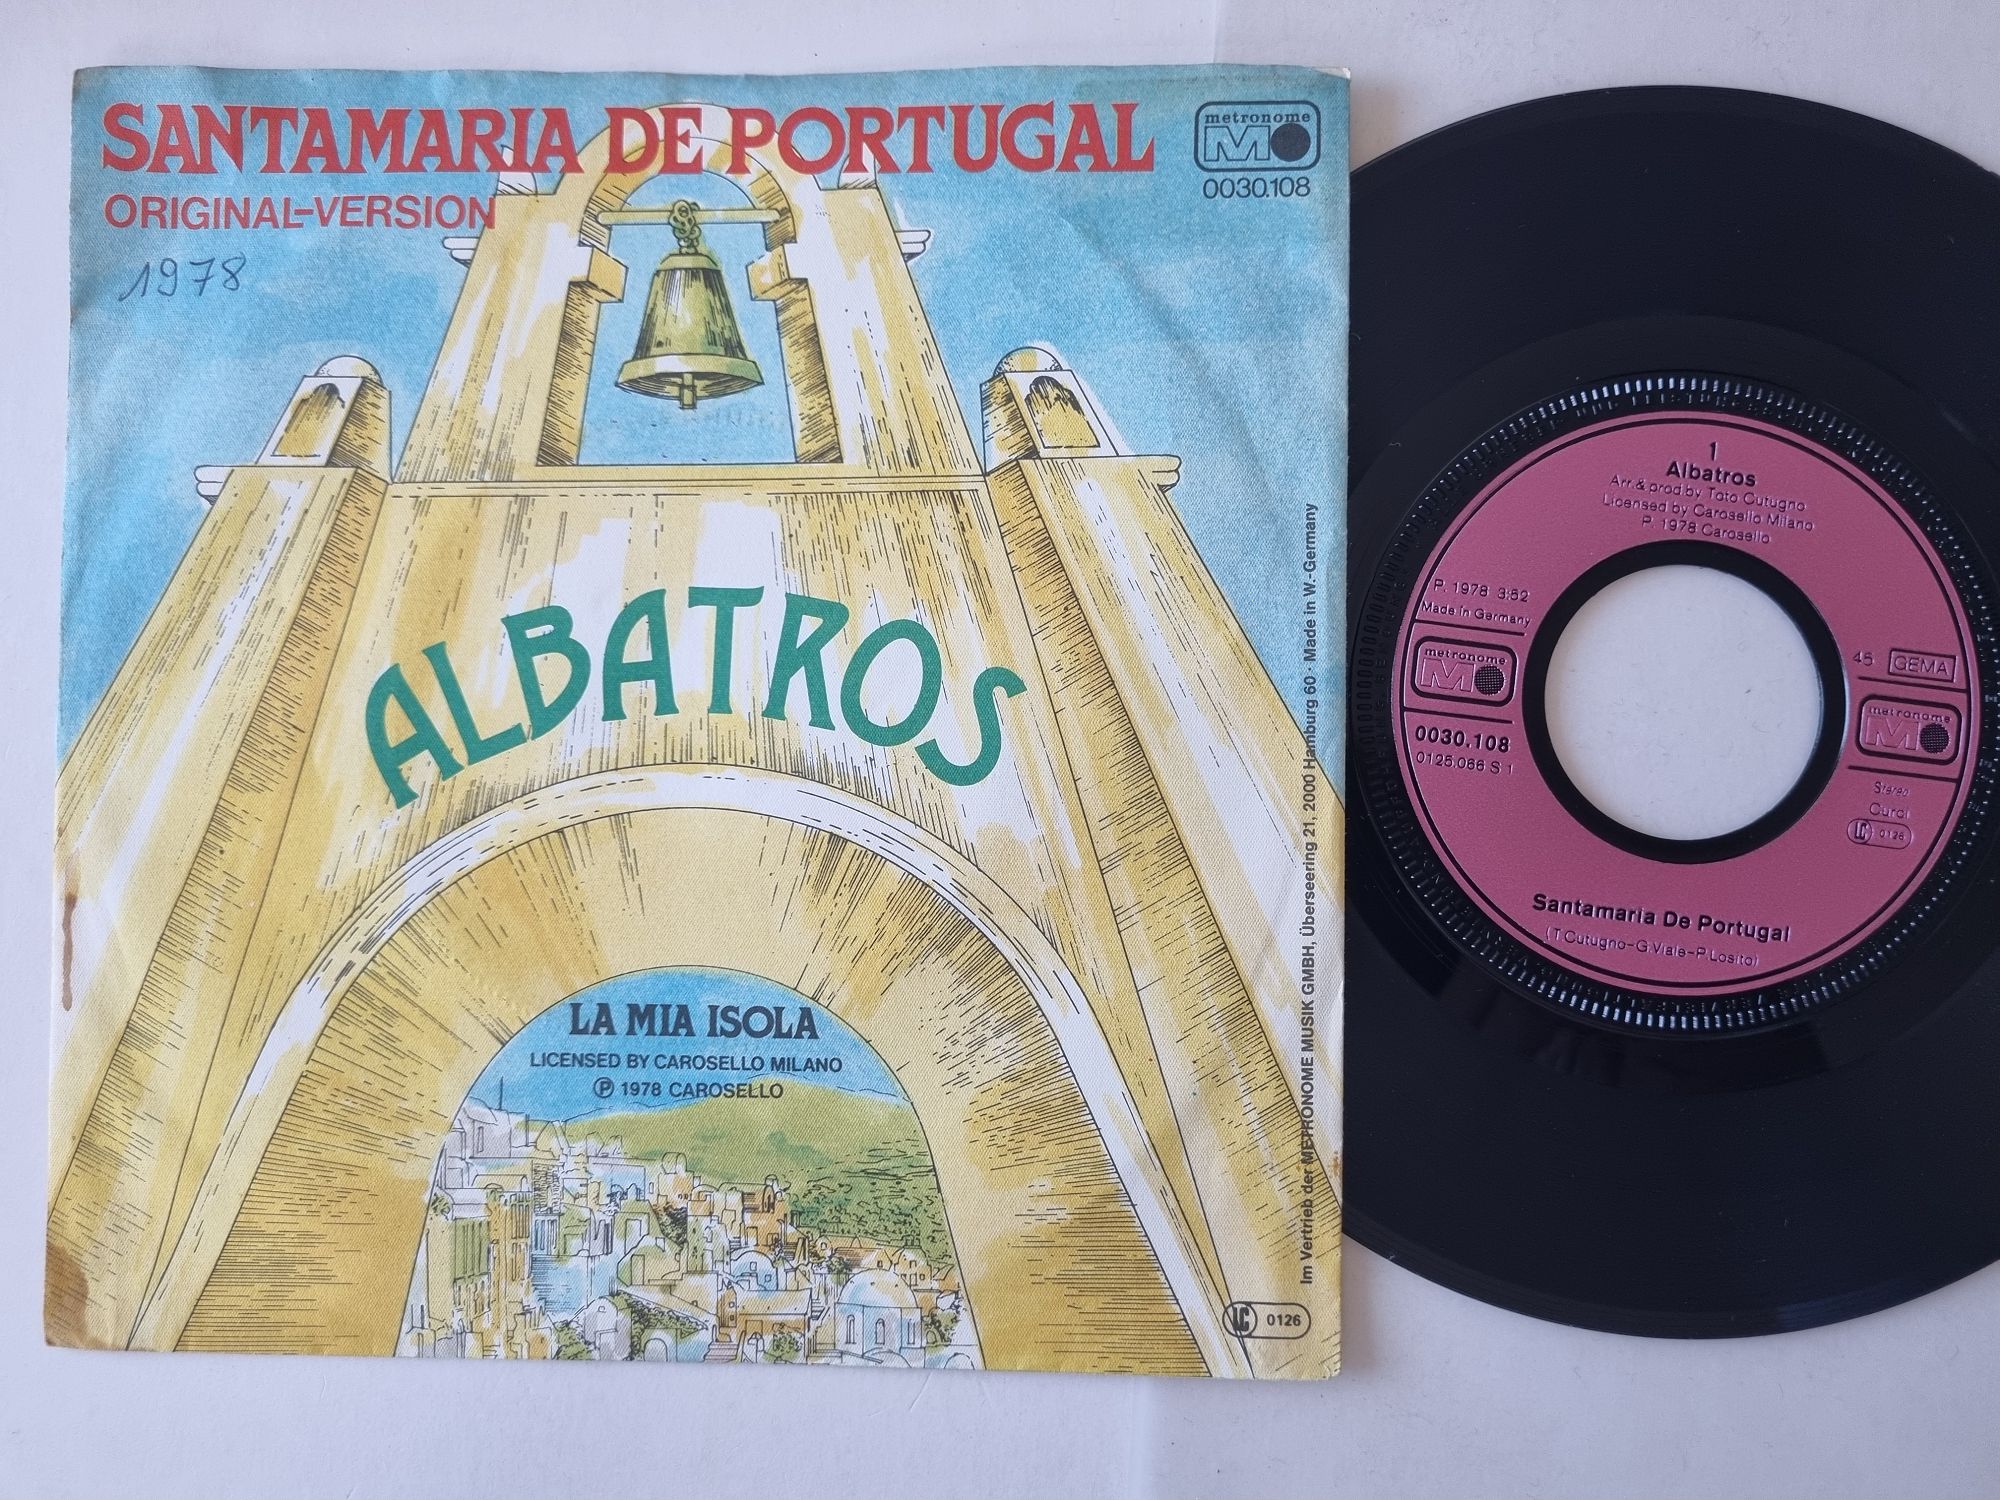 SANTAMARIA DE PORTUGAL
ORIGINAL-VERSION
1978
metronome
M
0030.108
ALBATROS
LA MIA ISOLA
LICENSED BY CAROSELLO MILANO
Ⓟ 1978 CAROSELLO
Im Vertrieb der METRONOME MUSIK GMBH, Überseering 21, 2000 Hamburg 60 · Made in W.-Germany
LC 0126
1
Albatros
Arr. & prod. by Toto Cutugno
Licensed by Carosello Milano
P. 1978 Carosello
P. 1978 3:52
Made in Germany
metronome
M
0030.108
0125.066 S 1
45 GEMA
metronome
M
Stereo
Curci
LC 0126
Santamaria De Portugal
(T. Cutugno-G. Viale-P. Losito)